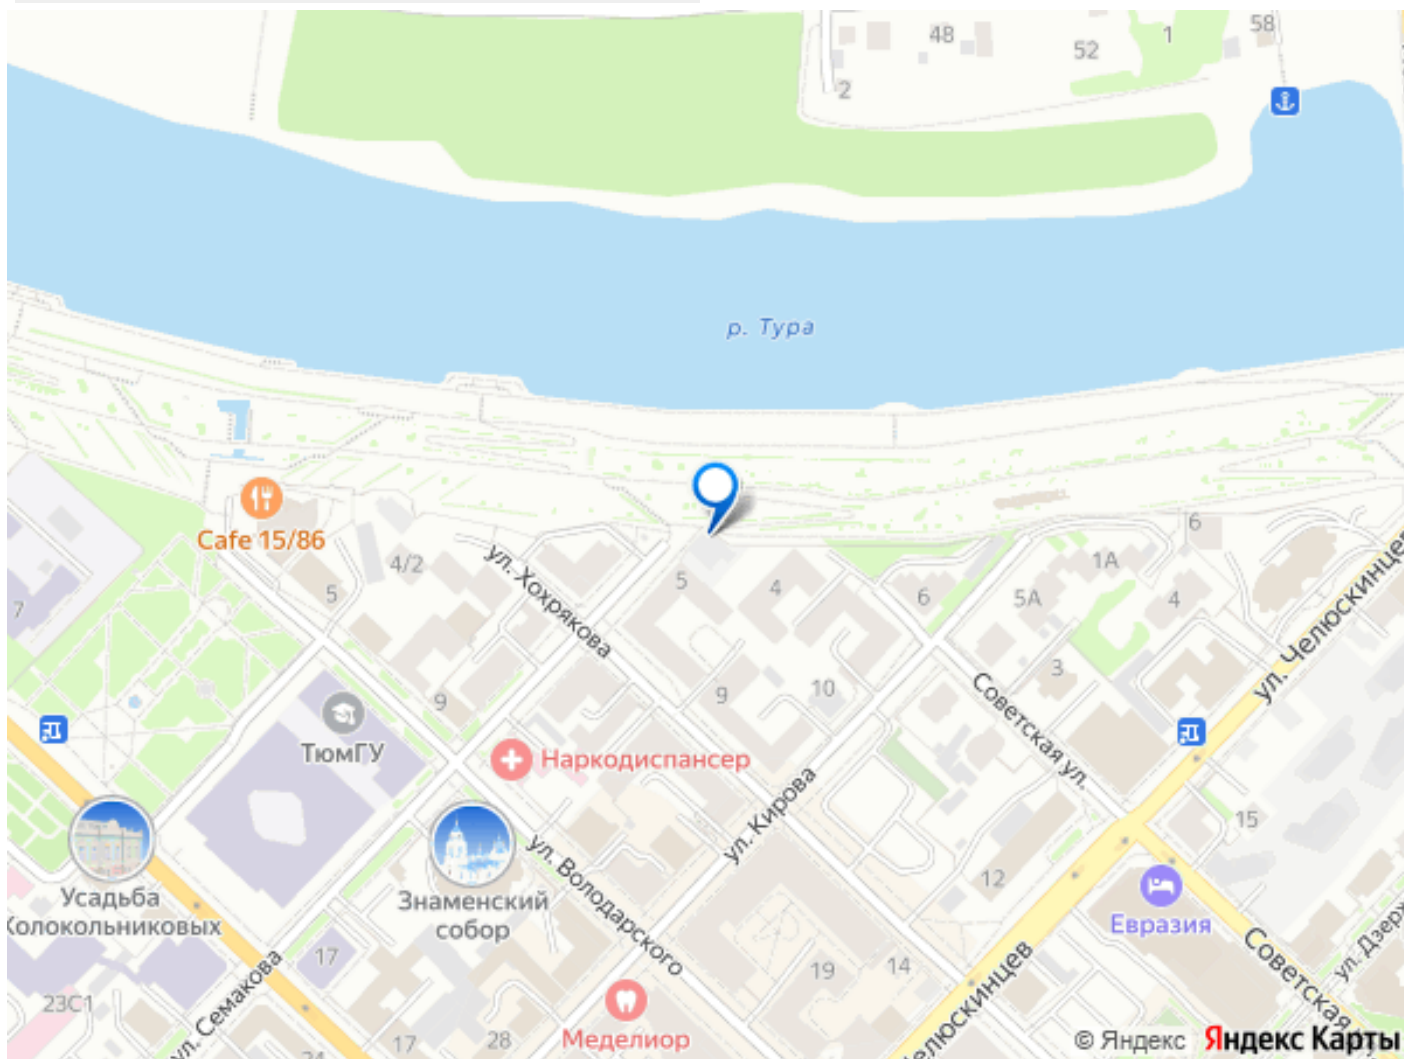 48
52
1
58
2
р. Тура
Cafe 15/86
4/2
5
ул. Хохрякова
5
4
6
5А
1А
6
4
ул. Челюскинцев
7
9
9
10
3
Советская ул.
ТюмГУ
Наркодиспансер
ул. Кирова
15
Усадьба
Колокольниковых
Знаменский
собор
ул. Володарского
12
Евразия
17
19
14
Советская
ул. Дзерж
23С1
ул. Семакова
Меделиор
17
28
24
Челюскинцев
© Яндекс Яндекс Карты